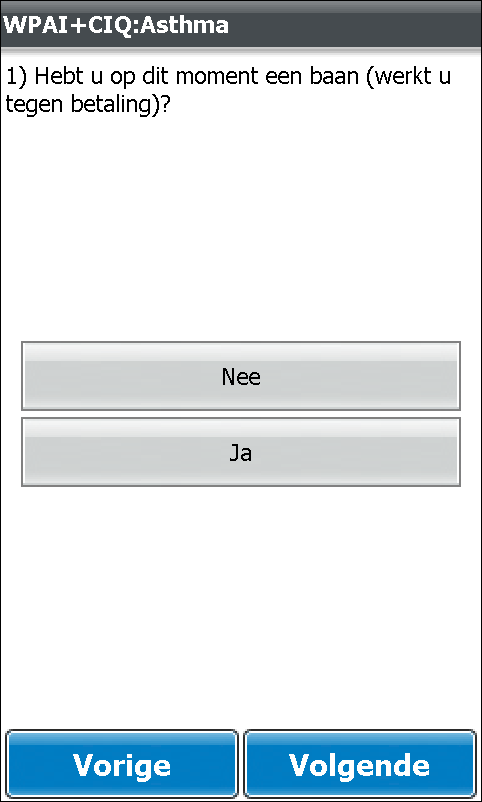 WPAI+CIQ:Asthma
1) Hebt u op dit moment een baan (werkt u
tegen betaling)?
Nee
Ja
Vorige
Volgende